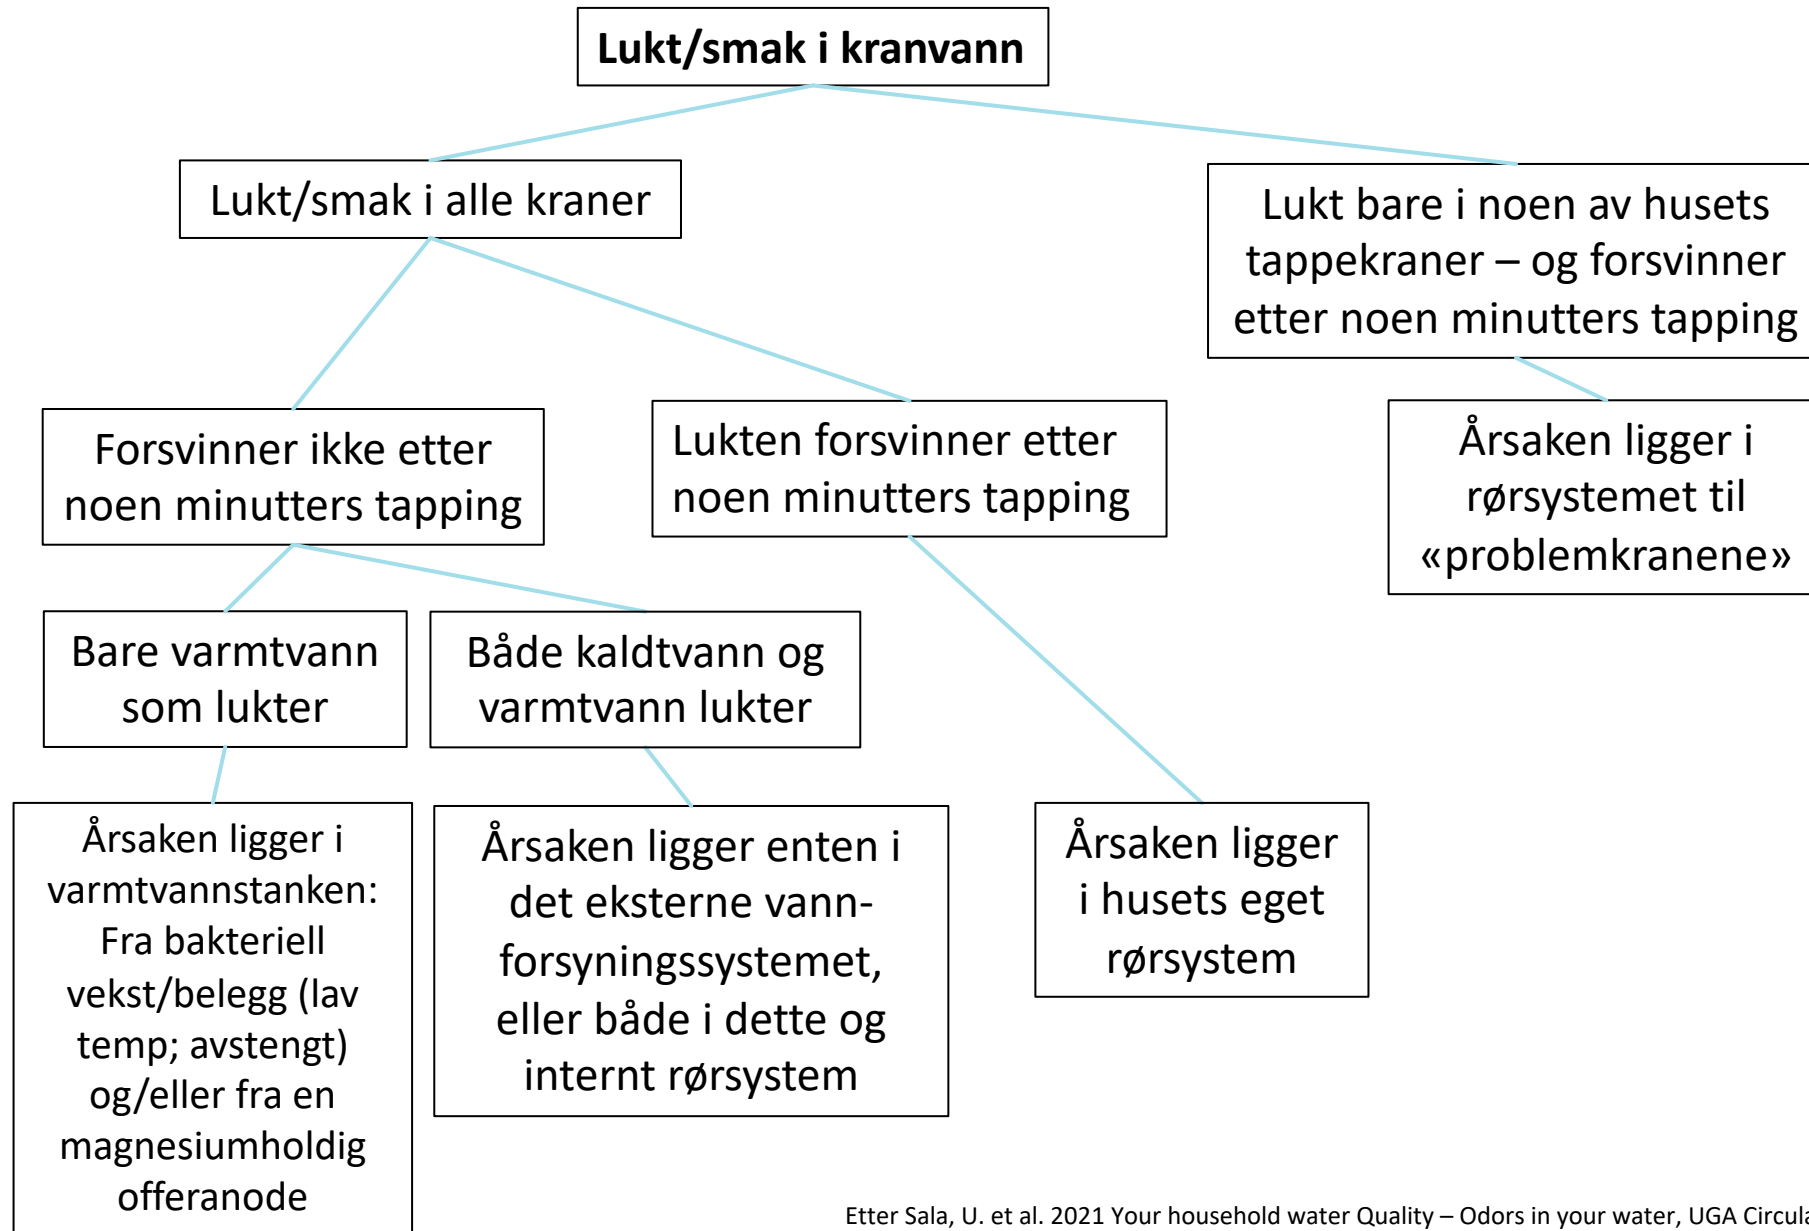 Lukt/smak i kranvann
Lukt/smak i alle kraner
Lukt bare i noen av husets
tappekraner – og forsvinner
etter noen minutters tapping
Forsvinner ikke etter
noen minutters tapping
Lukten forsvinner etter
noen minutters tapping
Årsaken ligger i
rørsystemet til
«problemkranene»
Bare varmtvann
som lukter
Både kaldtvann og
varmtvann lukter
Årsaken ligger i
varmtvannstanken:
Fra bakteriell
vekst/belegg (lav
temp; avstengt)
og/eller fra en
magnesiumholdig
offeranode
Årsaken ligger enten i
det eksterne vann-
forsyningssystemet,
eller både i dette og
internt rørsystem
Årsaken ligger
i husets eget
rørsystem
Etter Sala, U. et al. 2021 Your household water Quality – Odors in your water, UGA